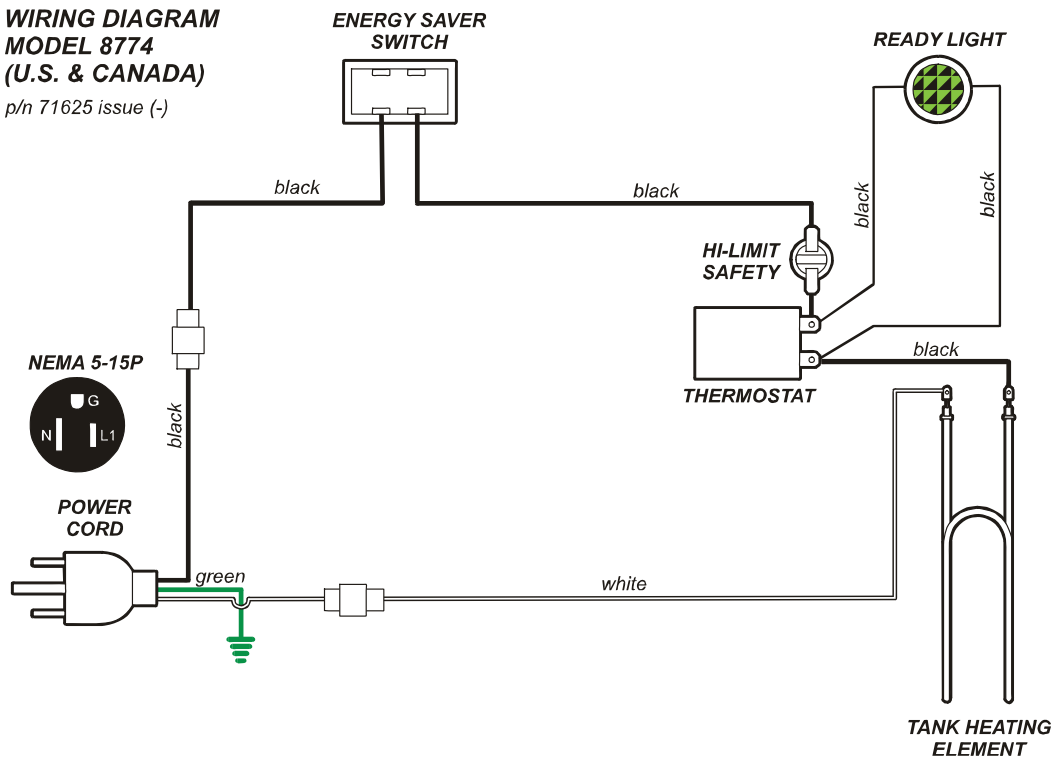 WIRING DIAGRAM
MODEL 8774
(U.S. & CANADA)
p/n 71625 issue (-)
ENERGY SAVER
SWITCH
READY LIGHT
black
black
black
black
HI-LIMIT
SAFETY
THERMOSTAT
black
NEMA 5-15P
G
N
L1
black
POWER
CORD
green
white
TANK HEATING
ELEMENT